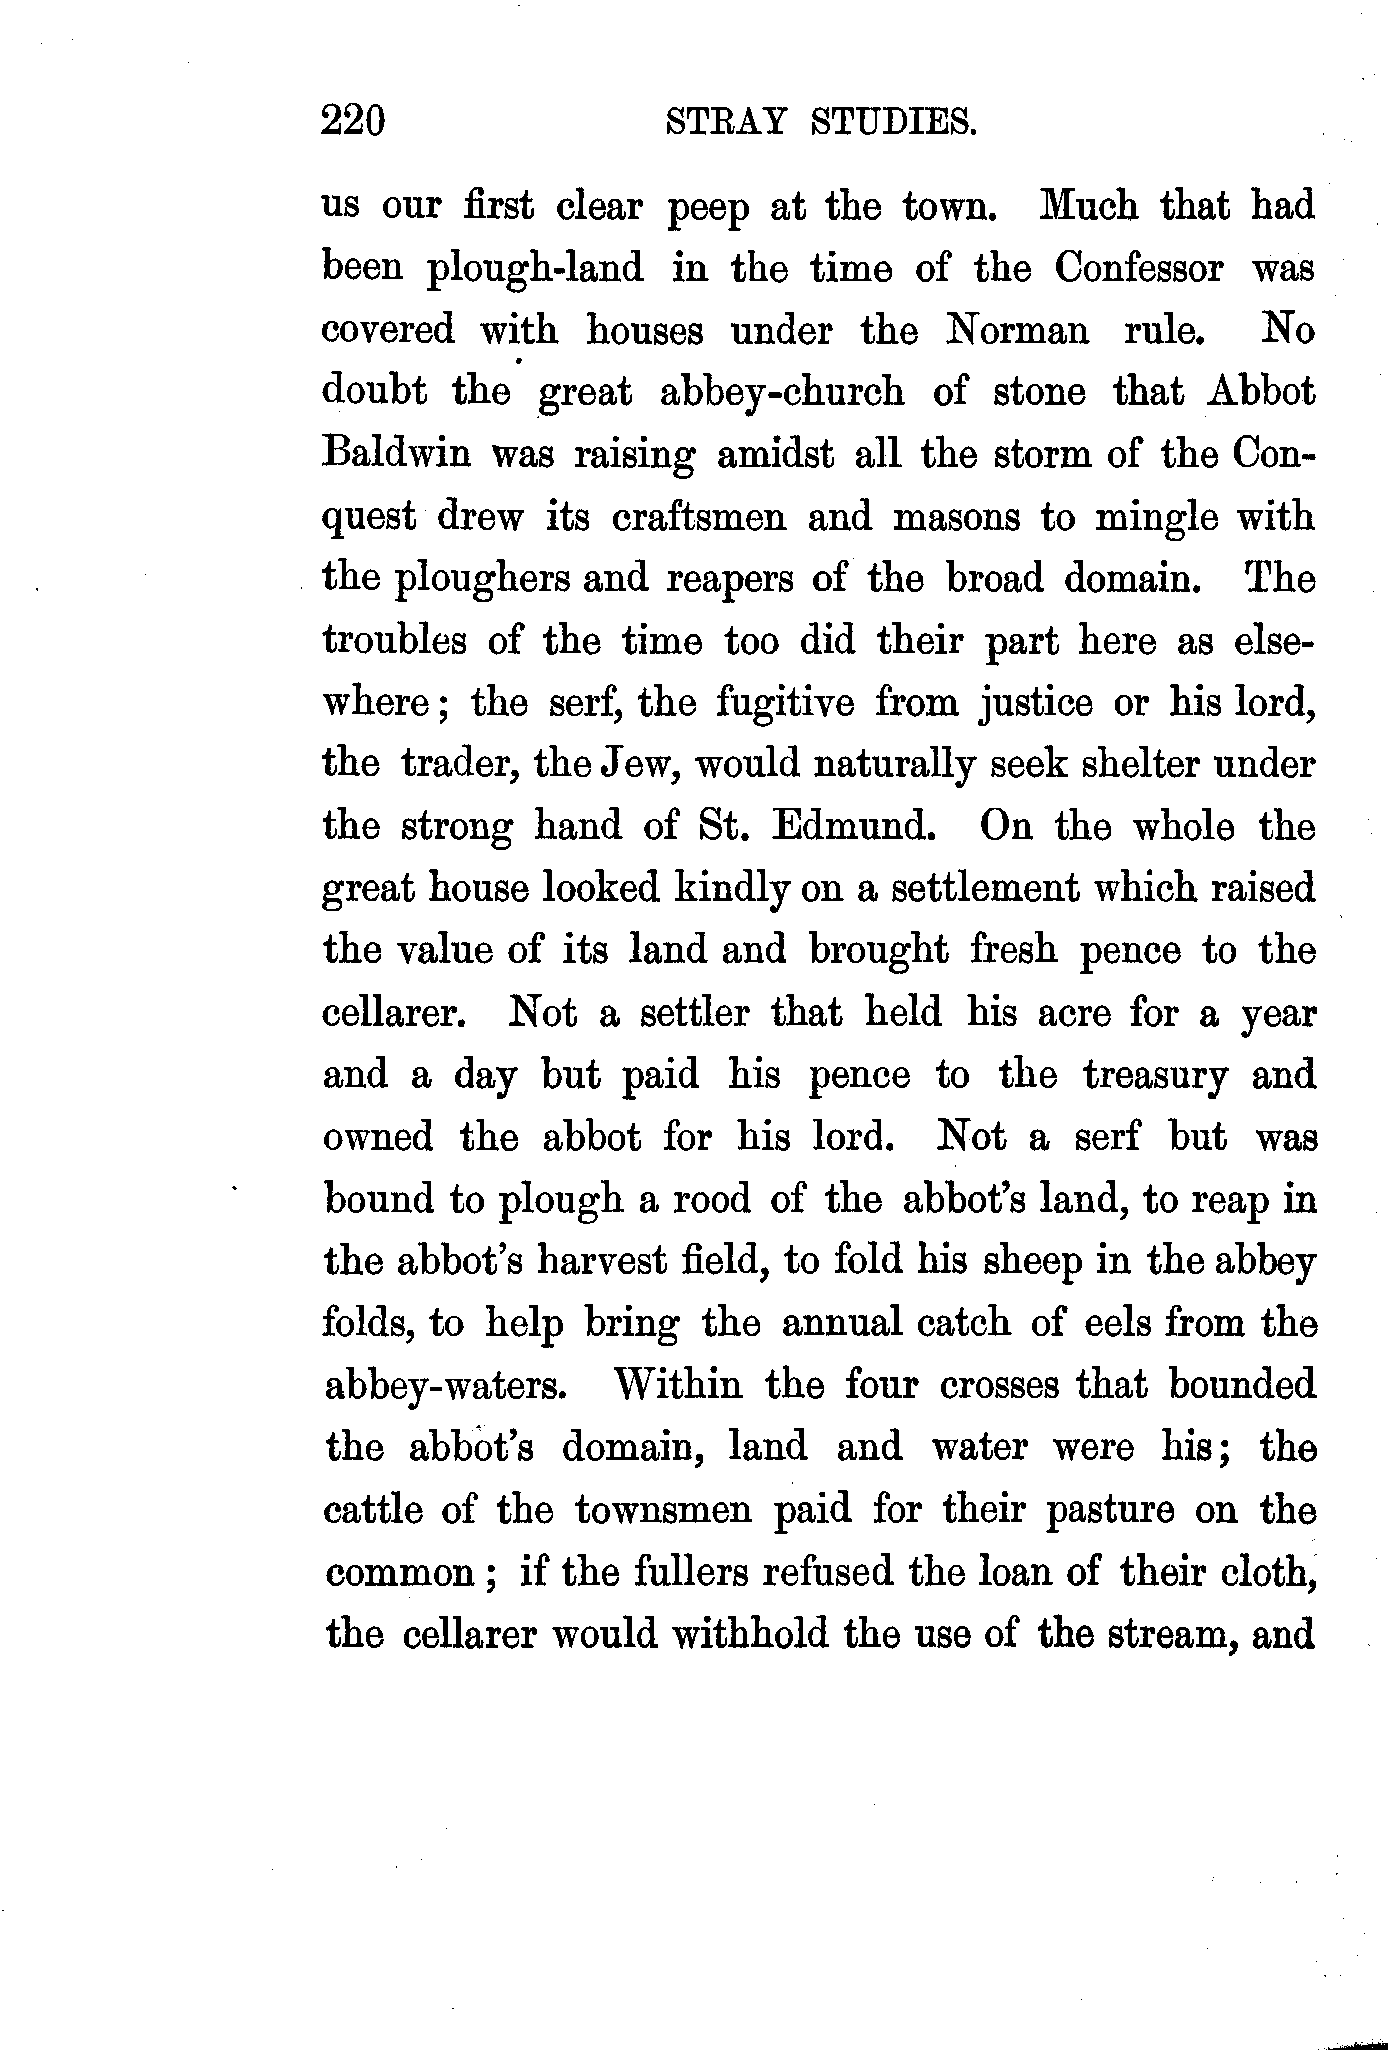 220 STRAY STUDIES.
us our first clear peep at the town. Much that had
been plough-land in the time of the Confessor was
covered with houses under the Norman rule. No
doubt the great abbey-church of stone that Abbot
Baldwin was raising amidst all the storm of the Con-
quest drew its craftsmen and masons to mingle with
the ploughers and reapers of the broad domain. The
troubles of the time too did their part here as else-
where; the serf, the fugitive from justice or his lord,
the trader, the Jew, would naturally seek shelter under
the strong hand of St. Edmund. On the whole the
great house looked kindly on a settlement which raised
the value of its land and brought fresh pence to the
cellarer. Not a settler that held his acre for a year
and a day but paid his pence to the treasury and
owned the abbot for his lord. Not a serf but was
bound to plough a rood of the abbot's land, to reap in
the abbot's harvest field, to fold his sheep in the abbey
folds, to help bring the annual catch of eels from the
abbey-waters. Within the four crosses that bounded
the abbot's domain, land and water were his; the
cattle of the townsmen paid for their pasture on the
common; if the fullers refused the loan of their cloth,
the cellarer would withhold the use of the stream, and